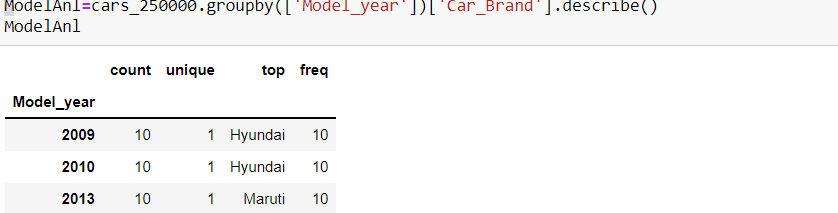 ModelAnl=cars_250000.groupby(['Model_year'])['Car_Brand'].describe()
ModelAnl
count unique top freq
Model_year
2009 10 1 Hyundai 10
2010 10 1 Hyundai 10
2013 10 1 Maruti 10